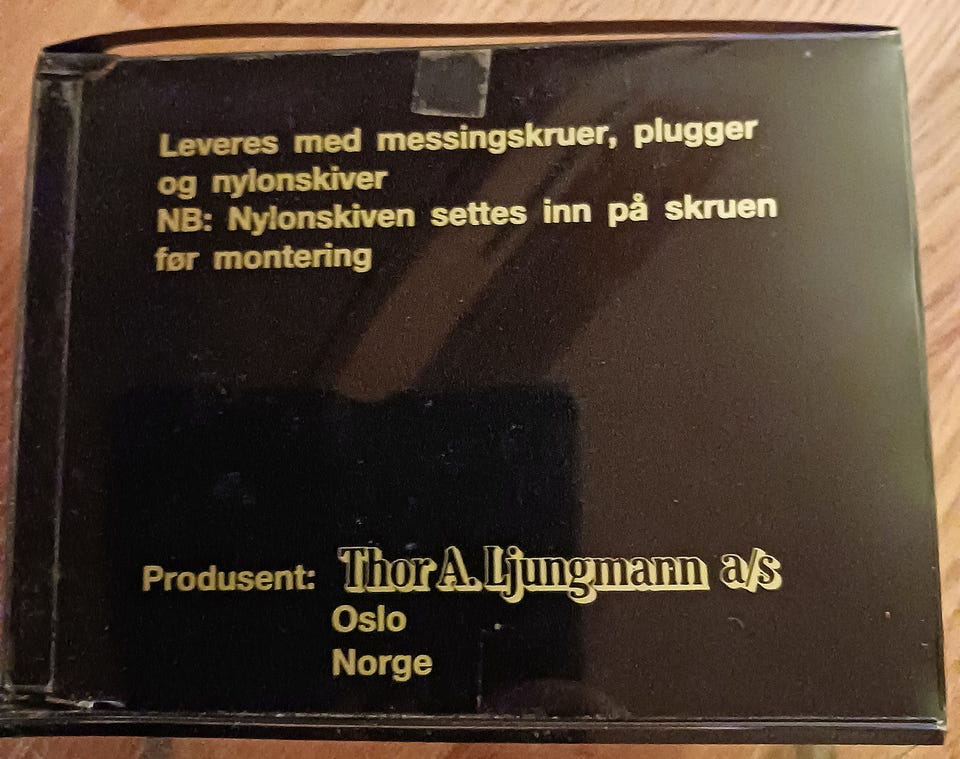 Leveres med messingskruer, plugger
og nylonskiver
NB: Nylonskiven settes inn på skruen
før montering
Produsent: Thor A. Ljungmann a/s
Oslo
Norge